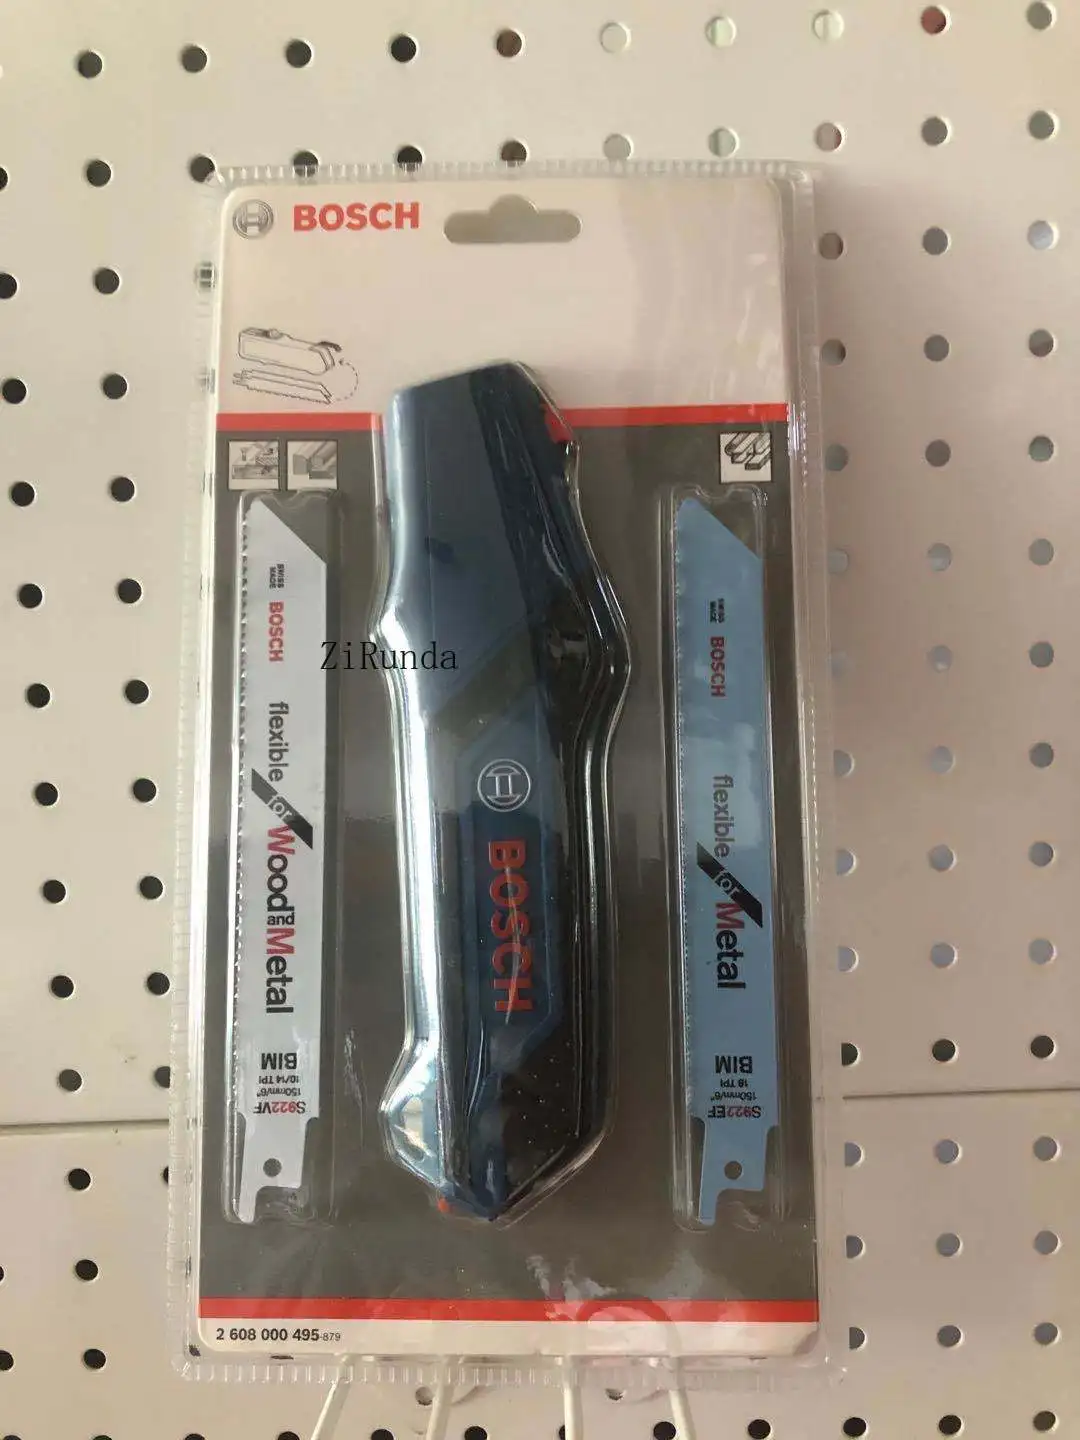 BOSCH
SWISS
MADE
BOSCH
flexible
for
Wood
and
Metal
BIM
10/14 TPI
150mm/6"
S922VF
ZiRunda
BOSCH
SWISS
MADE
BOSCH
flexible
for
Metal
BIM
18 TPI
150mm/6"
S922EF
2 608 000 495-879